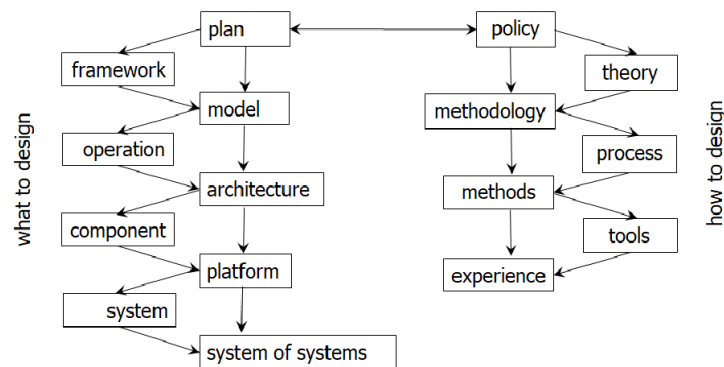 plan
policy
framework
theory
model
methodology
operation
process
architecture
methods
component
tools
platform
experience
system
system of systems
what to design
how to design